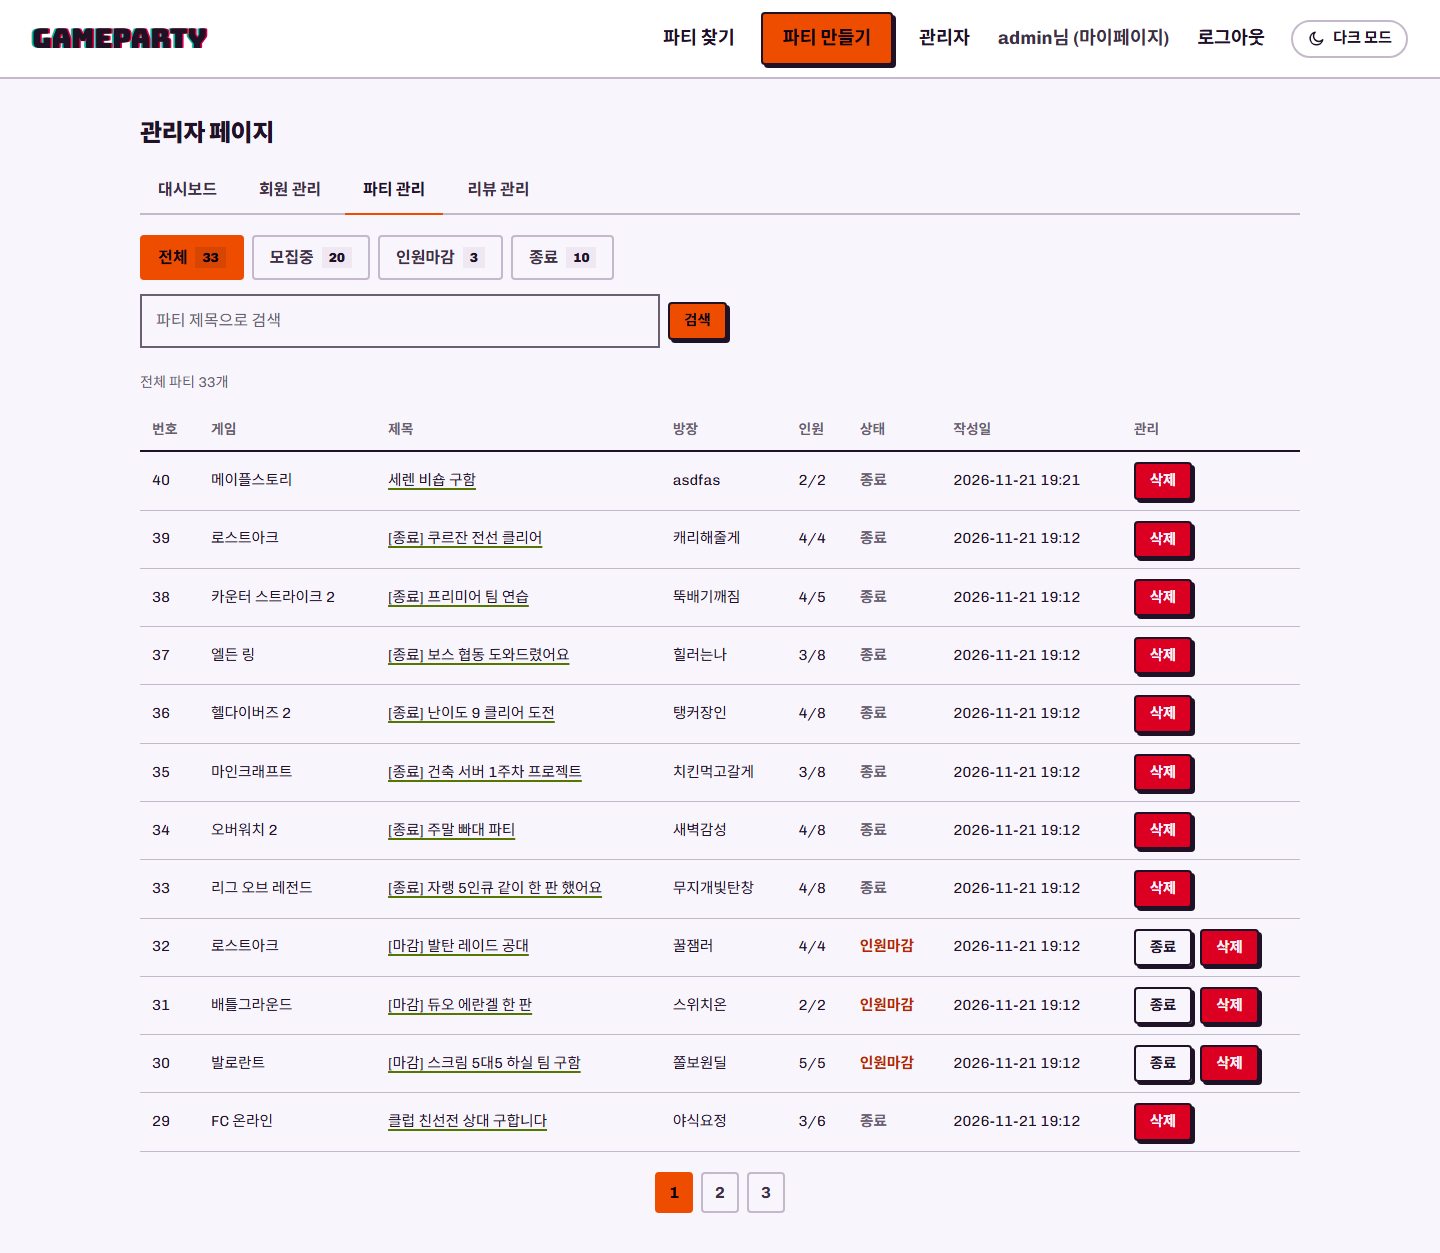 GAMEPARTY
파티 찾기 파티 만들기 관리자 admin님 (마이페이지) 로그아웃 다크 모드
관리자 페이지
대시보드 회원 관리 파티 관리 리뷰 관리
전체 33 모집중 20 인원마감 3 종료 10
파티 제목으로 검색 검색
전체 파티 33개
번호 게임 제목 방장 인원 상태 작성일 관리
40 메이플스토리 세렌 비숍 구함 asdfas 2/2 종료 2026-11-21 19:21 삭제
39 로스트아크 [종료] 쿠르잔 전선 클리어 캐리해줄게 4/4 종료 2026-11-21 19:12 삭제
38 카운터 스트라이크 2 [종료] 프리미어 팀 연습 뚝배기깨짐 4/5 종료 2026-11-21 19:12 삭제
37 엘든 링 [종료] 보스 협동 도와드렸어요 힐러는나 3/8 종료 2026-11-21 19:12 삭제
36 헬다이버즈 2 [종료] 난이도 9 클리어 도전 탱커장인 4/8 종료 2026-11-21 19:12 삭제
35 마인크래프트 [종료] 건축 서버 1주차 프로젝트 치킨먹고갈게 3/8 종료 2026-11-21 19:12 삭제
34 오버워치 2 [종료] 주말 빠대 파티 새벽감성 4/8 종료 2026-11-21 19:12 삭제
33 리그 오브 레전드 [종료] 자랭 5인큐 같이 한 판 했어요 무지개빛탄창 4/8 종료 2026-11-21 19:12 삭제
32 로스트아크 [마감] 발탄 레이드 공대 꿀잼러 4/4 인원마감 2026-11-21 19:12 종료 삭제
31 배틀그라운드 [마감] 듀오 에란겔 한 판 스위치온 2/2 인원마감 2026-11-21 19:12 종료 삭제
30 발로란트 [마감] 스크림 5대5 하실 팀 구함 쫄보원딜 5/5 인원마감 2026-11-21 19:12 종료 삭제
29 FC 온라인 클럽 친선전 상대 구합니다 야식요정 3/6 종료 2026-11-21 19:12 삭제
1 2 3